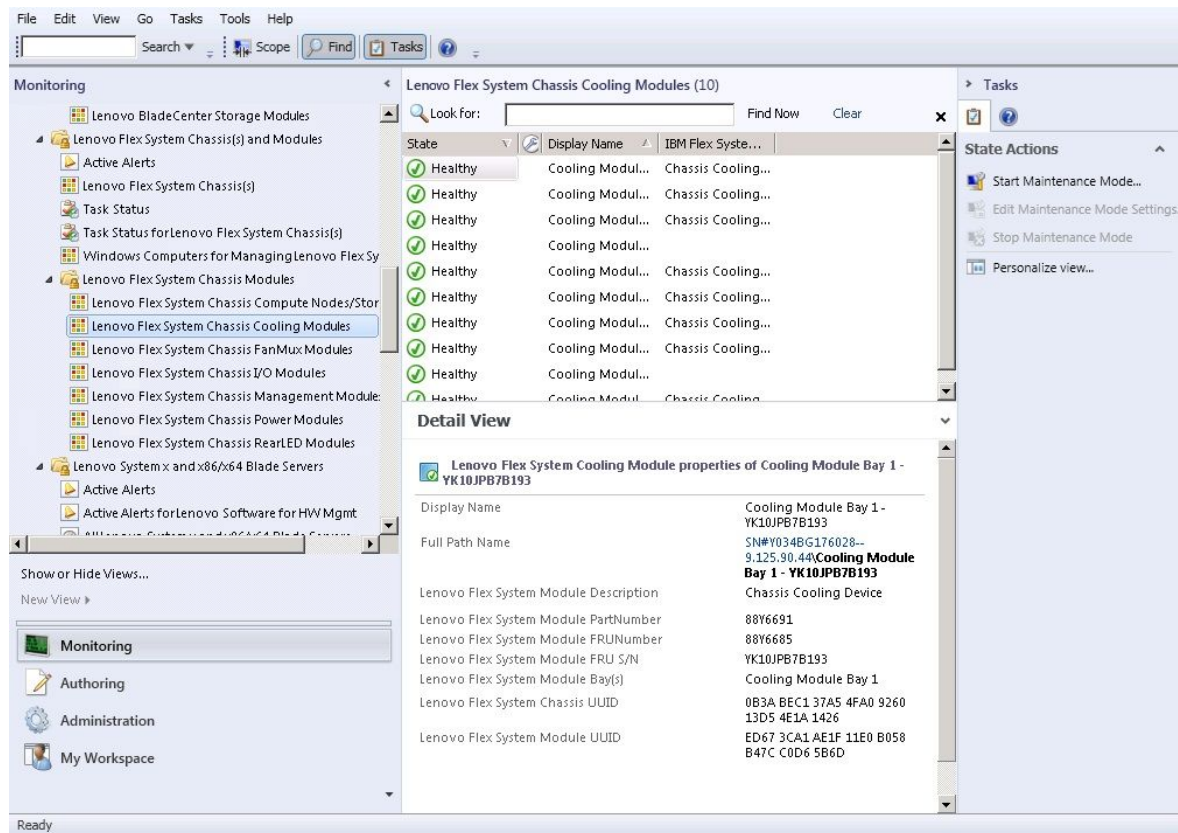 File Edit View Go Tasks Tools Help
Search Scope Find Tasks
Monitoring
Lenovo BladeCenter Storage Modules
Lenovo Flex System Chassis(s) and Modules
Active Alerts
Lenovo Flex System Chassis(s)
Task Status
Task Status forLenovo Flex System Chassis(s)
Windows Computers for ManagingLenovo Flex Sy
Lenovo Flex System Chassis Modules
Lenovo Flex System Chassis Compute Nodes/Stor
Lenovo Flex System Chassis Cooling Modules
Lenovo Flex System Chassis FanMux Modules
Lenovo Flex System Chassis I/O Modules
Lenovo Flex System Chassis Management Module:
Lenovo Flex System Chassis Power Modules
Lenovo Flex System Chassis RearLED Modules
Lenovo System x and x86/x64 Blade Servers
Active Alerts
Active Alerts forLenovo Software for HW Mgmt
Show or Hide Views...
New View
Monitoring
Authoring
Administration
My Workspace
Lenovo Flex System Chassis Cooling Modules (10)
Look for: Find Now Clear x
State Display Name IBM Flex Syste...
Healthy Cooling Modul... Chassis Cooling...
Healthy Cooling Modul... Chassis Cooling...
Healthy Cooling Modul... Chassis Cooling...
Healthy Cooling Modul...
Healthy Cooling Modul... Chassis Cooling...
Healthy Cooling Modul... Chassis Cooling...
Healthy Cooling Modul... Chassis Cooling...
Healthy Cooling Modul... Chassis Cooling...
Healthy Cooling Modul...
Healthy Cooling Modul Chassis Cooling
Detail View
Lenovo Flex System Cooling Module properties of Cooling Module Bay 1 -
YK10JPB7B193
Display Name Cooling Module Bay 1 -
YK10JPB7B193
Full Path Name SN#Y034BG176028--
9.125.90.44\Cooling Module
Bay 1 - YK10JPB7B193
Lenovo Flex System Module Description Chassis Cooling Device
Lenovo Flex System Module PartNumber 88Y6691
Lenovo Flex System Module FRUNumber 88Y6685
Lenovo Flex System Module FRU S/N YK10JPB7B193
Lenovo Flex System Module Bay(s) Cooling Module Bay 1
Lenovo Flex System Chassis UUID 0B3A BEC1 37A5 4FA0 9260
13D5 4E1A 1426
Lenovo Flex System Module UUID ED67 3CA1 AE1F 11E0 B058
B47C C0D6 5B6D
Tasks
State Actions
Start Maintenance Mode...
Edit Maintenance Mode Settings
Stop Maintenance Mode
Personalize view...
Ready